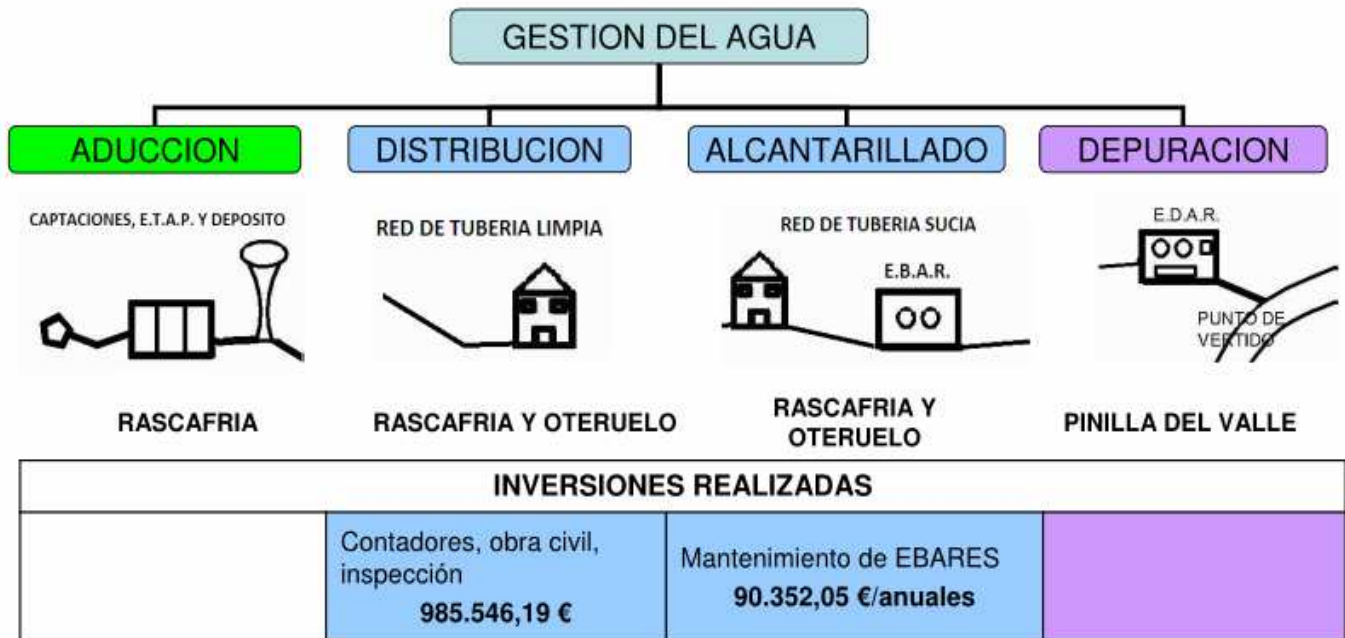 GESTION DEL AGUA
ADUCCION
DISTRIBUCION
ALCANTARILLADO
DEPURACION
CAPTACIONES, E.T.A.P. Y DEPOSITO
RED DE TUBERIA LIMPIA
RED DE TUBERIA SUCIA
E.B.A.R.
E.D.A.R.
PUNTO DE
VERTIDO
RASCAFRIA
RASCAFRIA Y OTERUELO
RASCAFRIA Y
OTERUELO
PINILLA DEL VALLE
INVERSIONES REALIZADAS
Contadores, obra civil,
inspección
985.546,19 €
Mantenimiento de EBARES
90.352,05 €/anuales